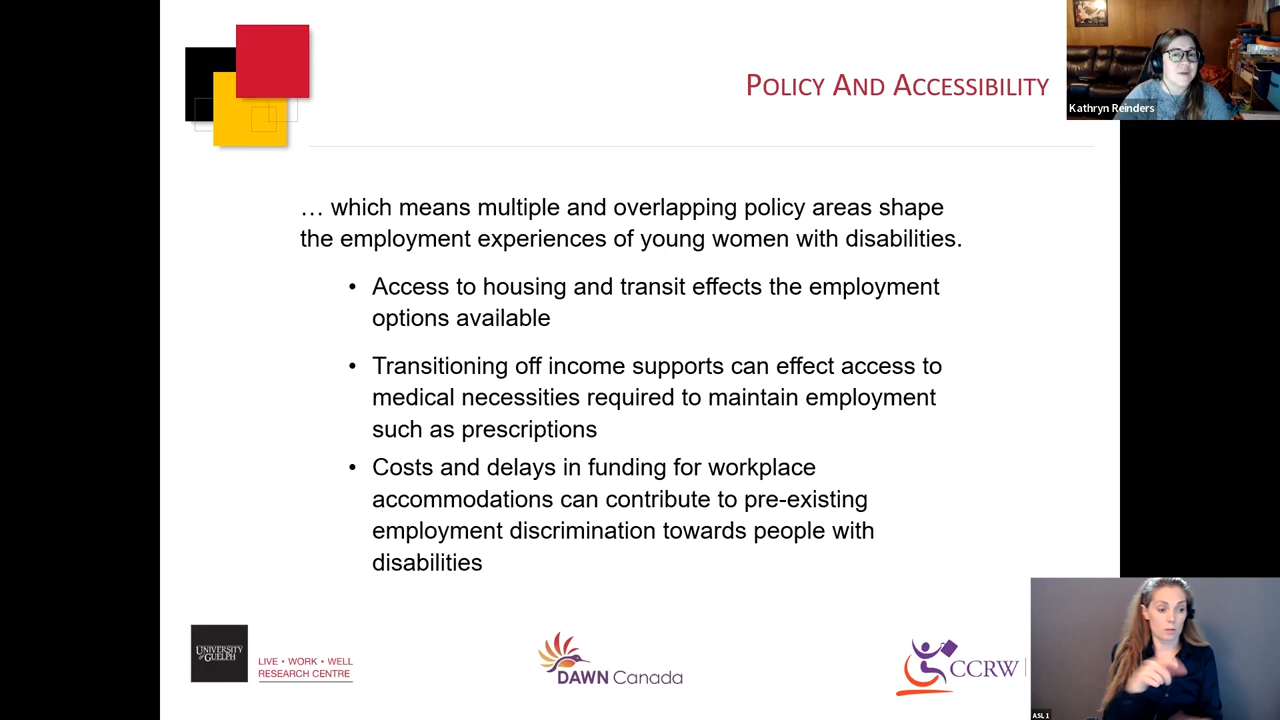 POLICY AND ACCESSIBILITY
Kathryn Reinders
… which means multiple and overlapping policy areas shape
the employment experiences of young women with disabilities.
• Access to housing and transit effects the employment
options available
• Transitioning off income supports can effect access to
medical necessities required to maintain employment
such as prescriptions
• Costs and delays in funding for workplace
accommodations can contribute to pre-existing
employment discrimination towards people with
disabilities
UNIVERSITY
OF GUELPH
LIVE • WORK • WELL
RESEARCH CENTRE
DAWN Canada
CCRW
ASL 1